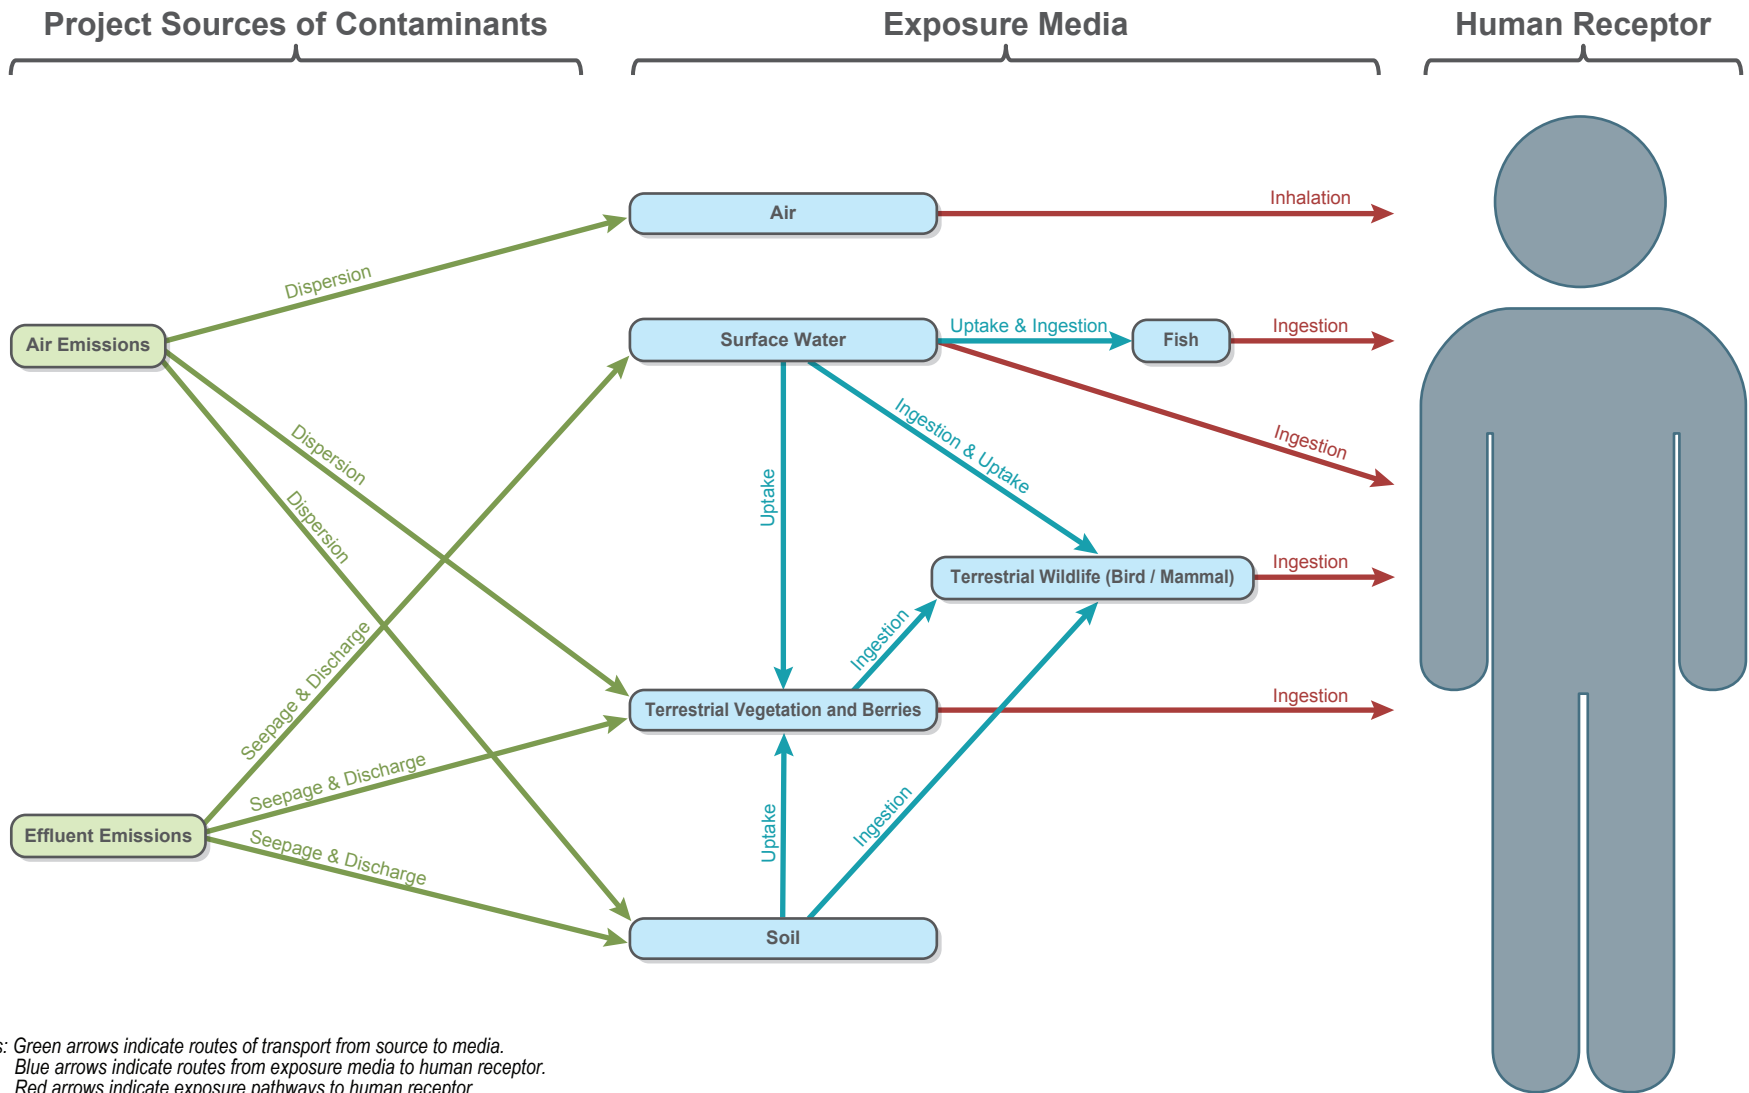 Project Sources of Contaminants
Exposure Media
Human Receptor
Air
Inhalation
Dispersion
Air Emissions
Surface Water
Uptake & Ingestion
Fish
Ingestion
Dispersion
Ingestion & Uptake
Ingestion
Uptake
Dispersion
Terrestrial Wildlife (Bird / Mammal)
Ingestion
Seepage & Discharge
Ingestion
Terrestrial Vegetation and Berries
Ingestion
Seepage & Discharge
Effluent Emissions
Seepage & Discharge
Uptake
Ingestion
Soil
s: Green arrows indicate routes of transport from source to media.
Blue arrows indicate routes from exposure media to human receptor.
Red arrows indicate exposure pathways to human receptor